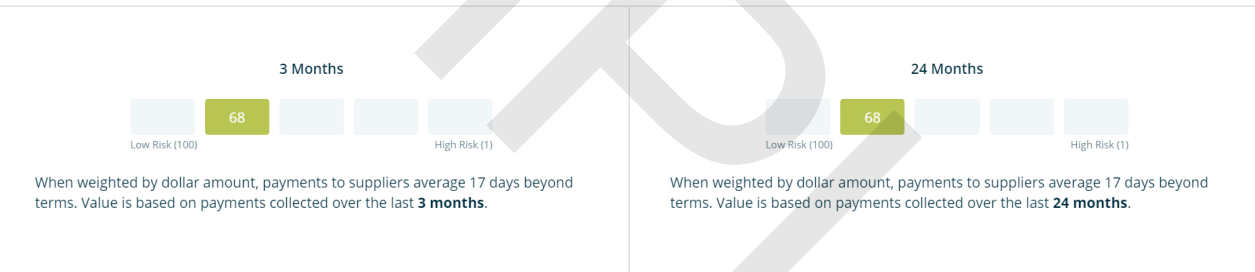 3 Months
68
Low Risk (100)
High Risk (1)
When weighted by dollar amount, payments to suppliers average 17 days beyond
terms. Value is based on payments collected over the last 3 months.
24 Months
68
Low Risk (100)
High Risk (1)
When weighted by dollar amount, payments to suppliers average 17 days beyond
terms. Value is based on payments collected over the last 24 months.